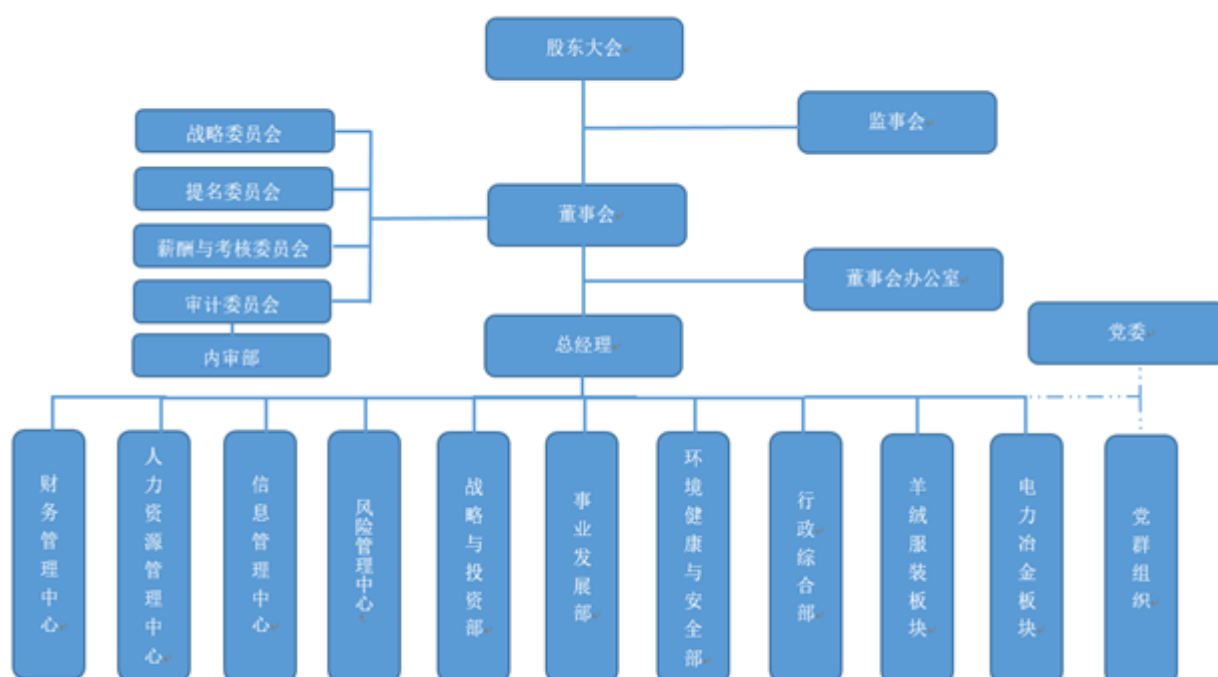 股东大会
监事会
战略委员会
提名委员会
董事会
薪酬与考核委员会
董事会办公室
审计委员会
党委
总经理
内审部
财务管理中心
人力资源管理中心
信息管理中心
风险管理中心
战略与投资部
事业发展部
环境健康与安全部
行政综合部
羊绒服装板块
电力冶金板块
党群组织